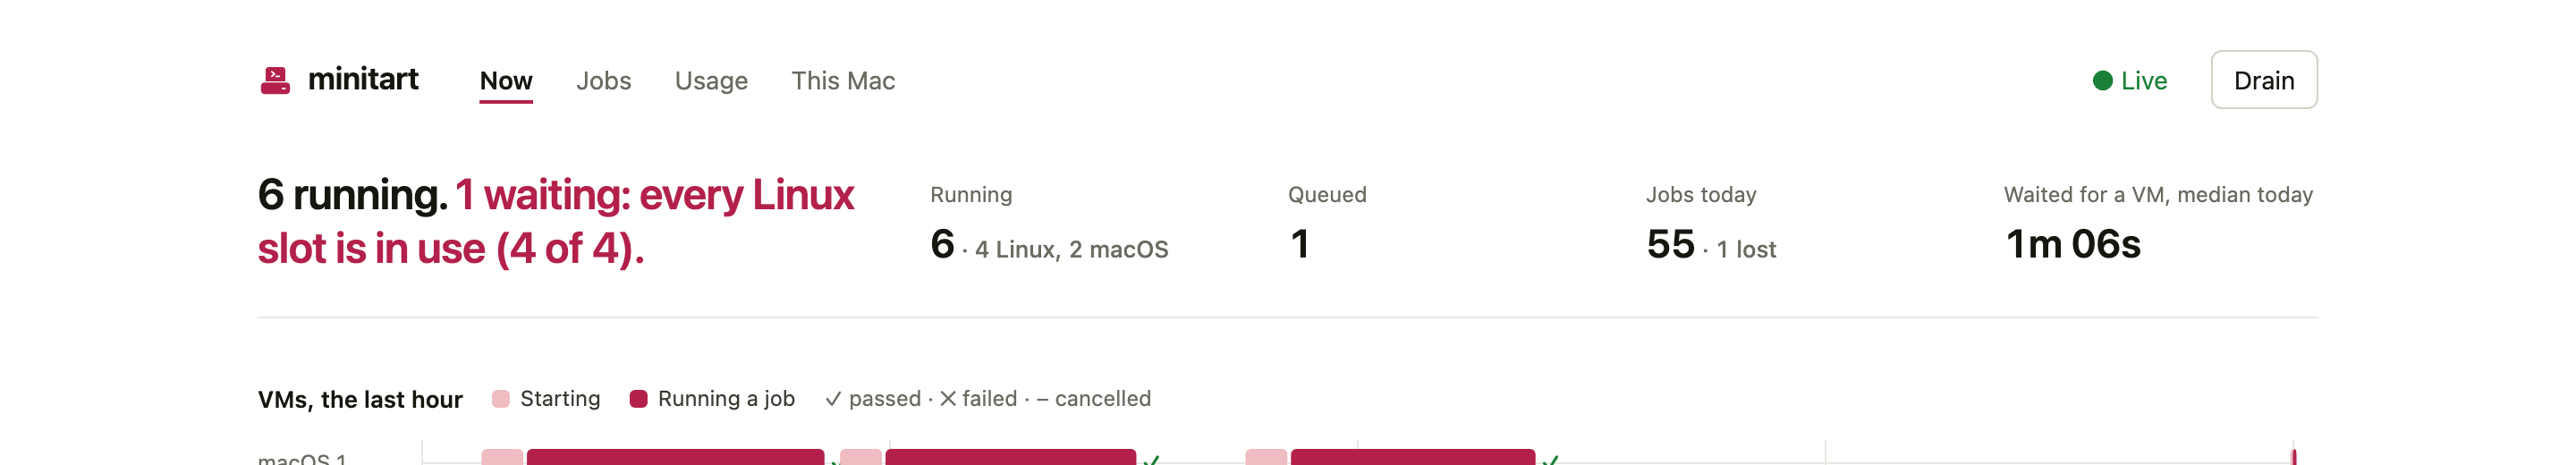 minitart Now Jobs Usage This Mac Live Drain
6 running. 1 waiting: every Linux
slot is in use (4 of 4).
Running
6 · 4 Linux, 2 macOS
Queued
1
Jobs today
55 · 1 lost
Waited for a VM, median today
1m 06s
VMs, the last hour Starting Running a job ✓ passed · ✕ failed · – cancelled
macOS 1